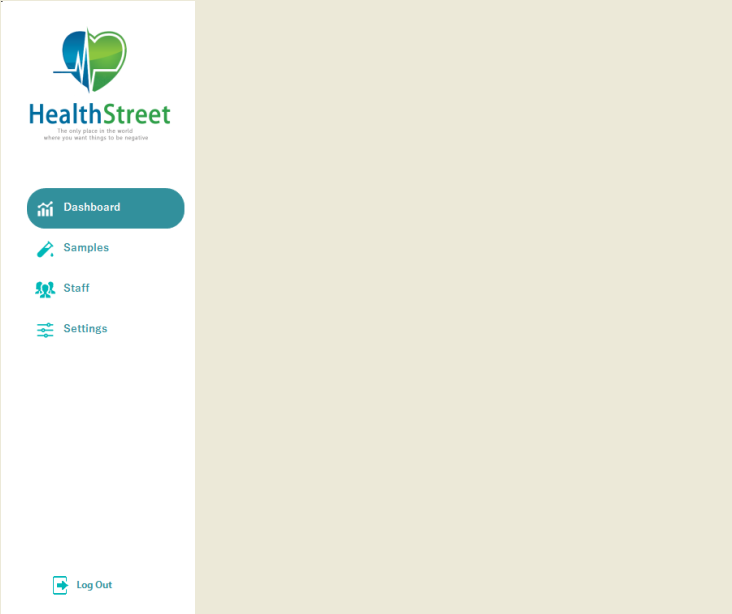 HealthStreet
The only place in the world
where you want things to be negative
Dashboard
Samples
Staff
Settings
Log Out